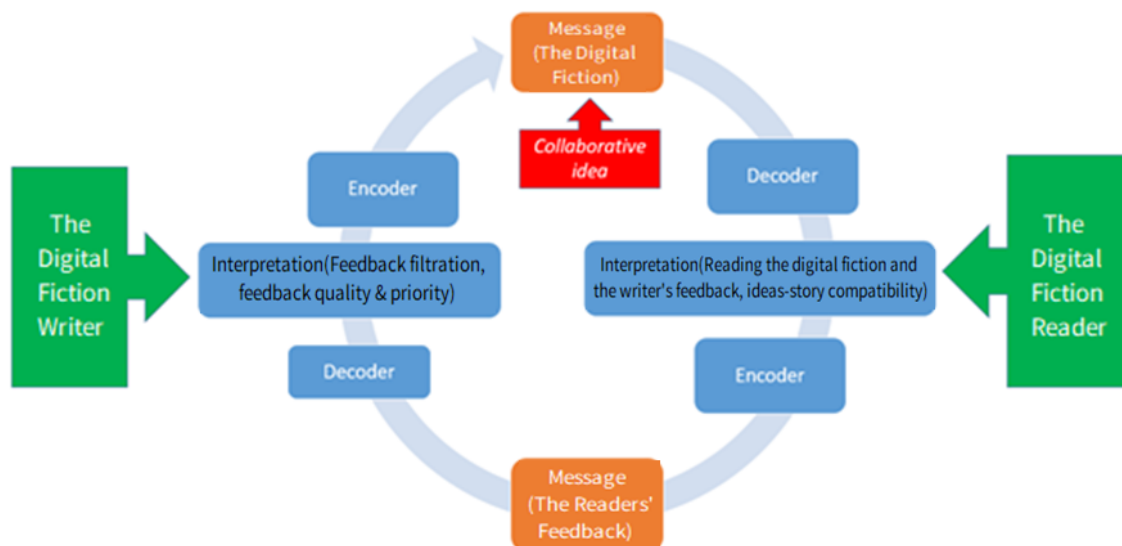 Message
(The Digital
Fiction)
Collaborative
idea
Encoder
Decoder
The
Digital
Fiction
Writer
Interpretation(Feedback filtration,
feedback quality & priority)
Interpretation(Reading the digital fiction and
the writer's feedback, ideas-story compatibility)
The
Digital
Fiction
Reader
Decoder
Encoder
Message
(The Readers'
Feedback)